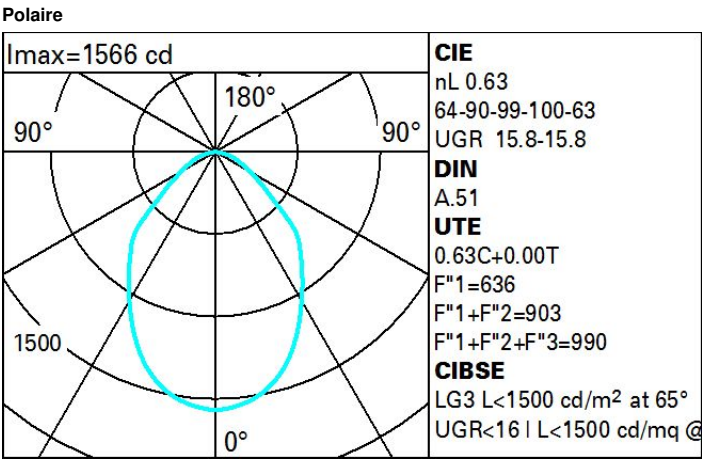 Polaire
Imax=1566 cd
180°
90°
90°
1500
0°
CIE
nL 0.63
64-90-99-100-63
UGR 15.8-15.8
DIN
A.51
UTE
0.63C+0.00T
F"1=636
F"1+F"2=903
F"1+F"2+F"3=990
CIBSE
LG3 L<1500 cd/m² at 65°
UGR<16 | L<1500 cd/mq @